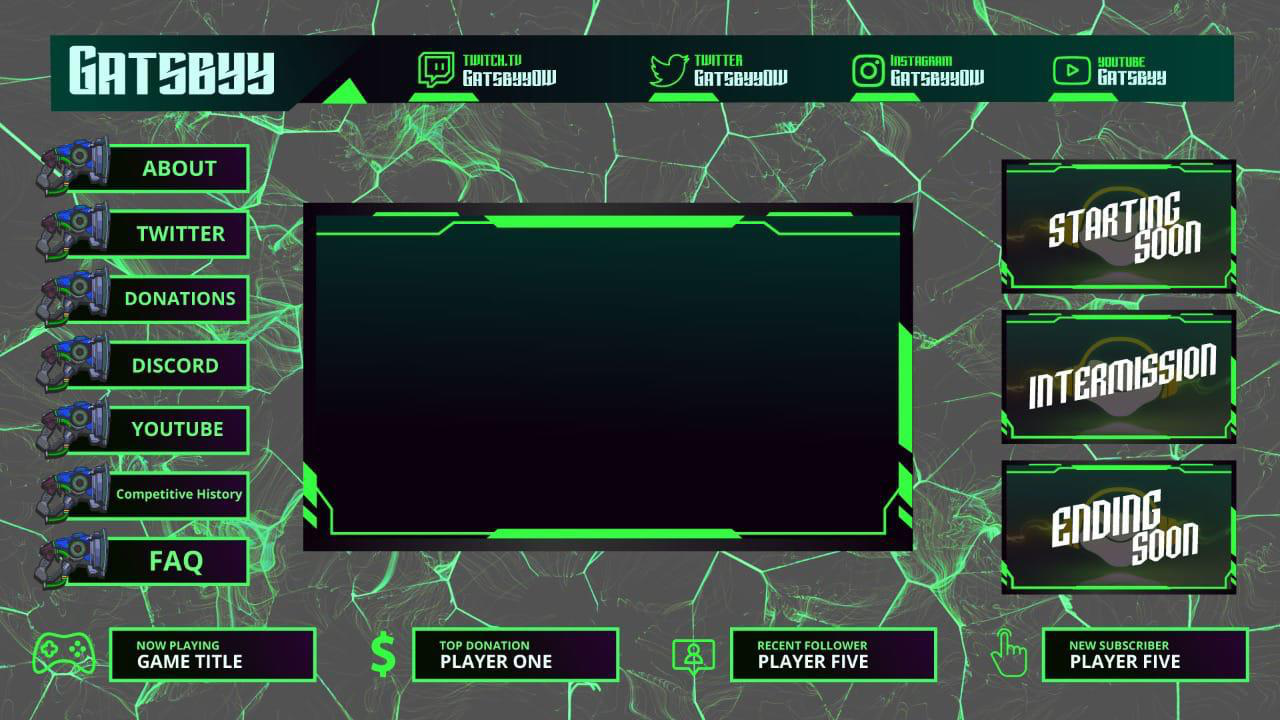 Gatsbyy
TWITCH.TV
GatsbyyOW
TWITTER
GatsbyyOW
Instagram
GatsbyyOW
YOUTUBE
Gatsbyy
ABOUT
TWITTER
DONATIONS
DISCORD
YOUTUBE
Competitive History
FAQ
STARTING
SOON
INTERMISSION
ENDING
SOON
NOW PLAYING
GAME TITLE
TOP DONATION
PLAYER ONE
RECENT FOLLOWER
PLAYER FIVE
NEW SUBSCRIBER
PLAYER FIVE